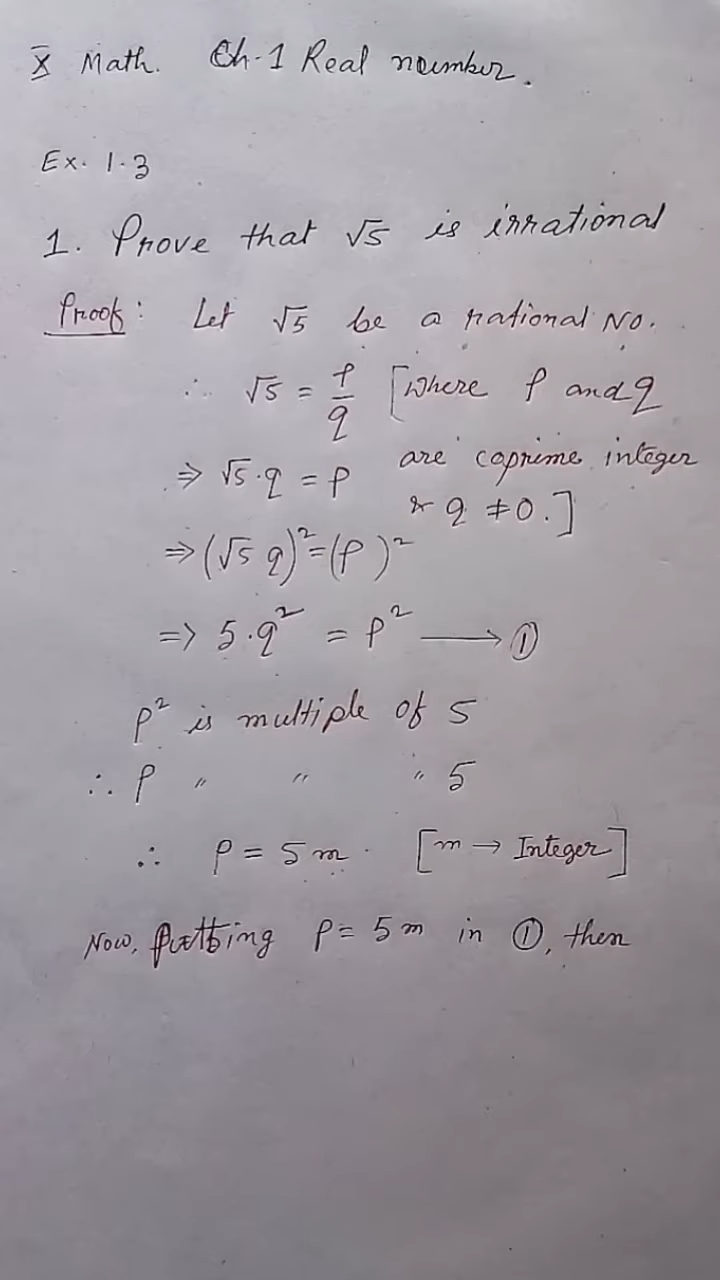 X Math. Ch-1 Real number.
Ex. 1.3
1. Prove that √5 is irrational
Proof: Let √5 be a rational No.
∴ √5 = p/q [Where p and q
⇒ √5·q = p are coprime integer
& q ≠ 0.]
⇒ (√5 q)² = (p)²
⇒ 5·q² = p² ⟶ ①
p² is multiple of 5
∴ p " " " 5
∴ p = 5m. [m → Integer]
Now, putting p = 5m in ①, then